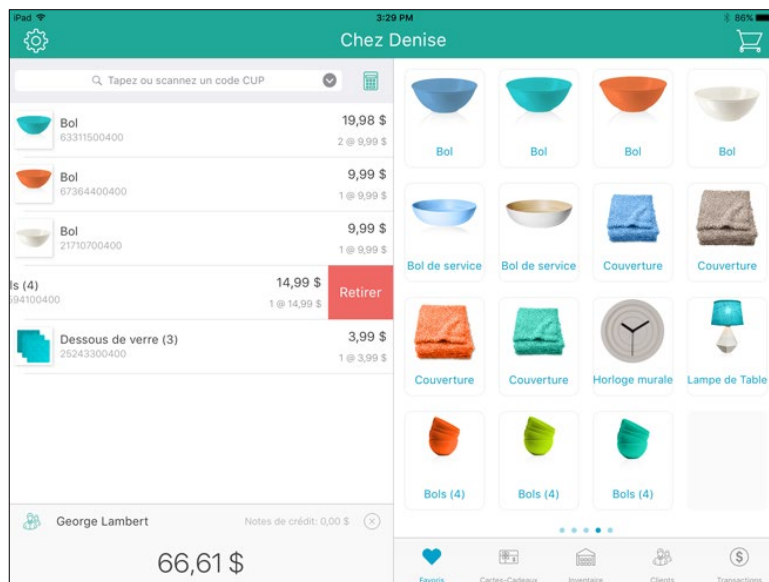 iPad 3:29 PM 86%
Chez Denise
Tapez ou scannez un code CUP
Bol 19,98 $
63311500400 2 @ 9,99 $
Bol 9,99 $
67364400400 1 @ 9,99 $
Bol 9,99 $
21710700400 1 @ 9,99 $
ls (4) 14,99 $ Retirer
594100400 1 @ 14,99 $
Dessous de verre (3) 3,99 $
25243300400 1 @ 3,99 $
George Lambert Notes de crédit: 0,00 $
66,61 $
Bol Bol Bol Bol
Bol de service Bol de service Couverture Couverture
Couverture Couverture Horloge murale Lampe de Table
Bols (4) Bols (4) Bols (4)
Favoris Cartes-Cadeaux Inventaire Clients Transactions